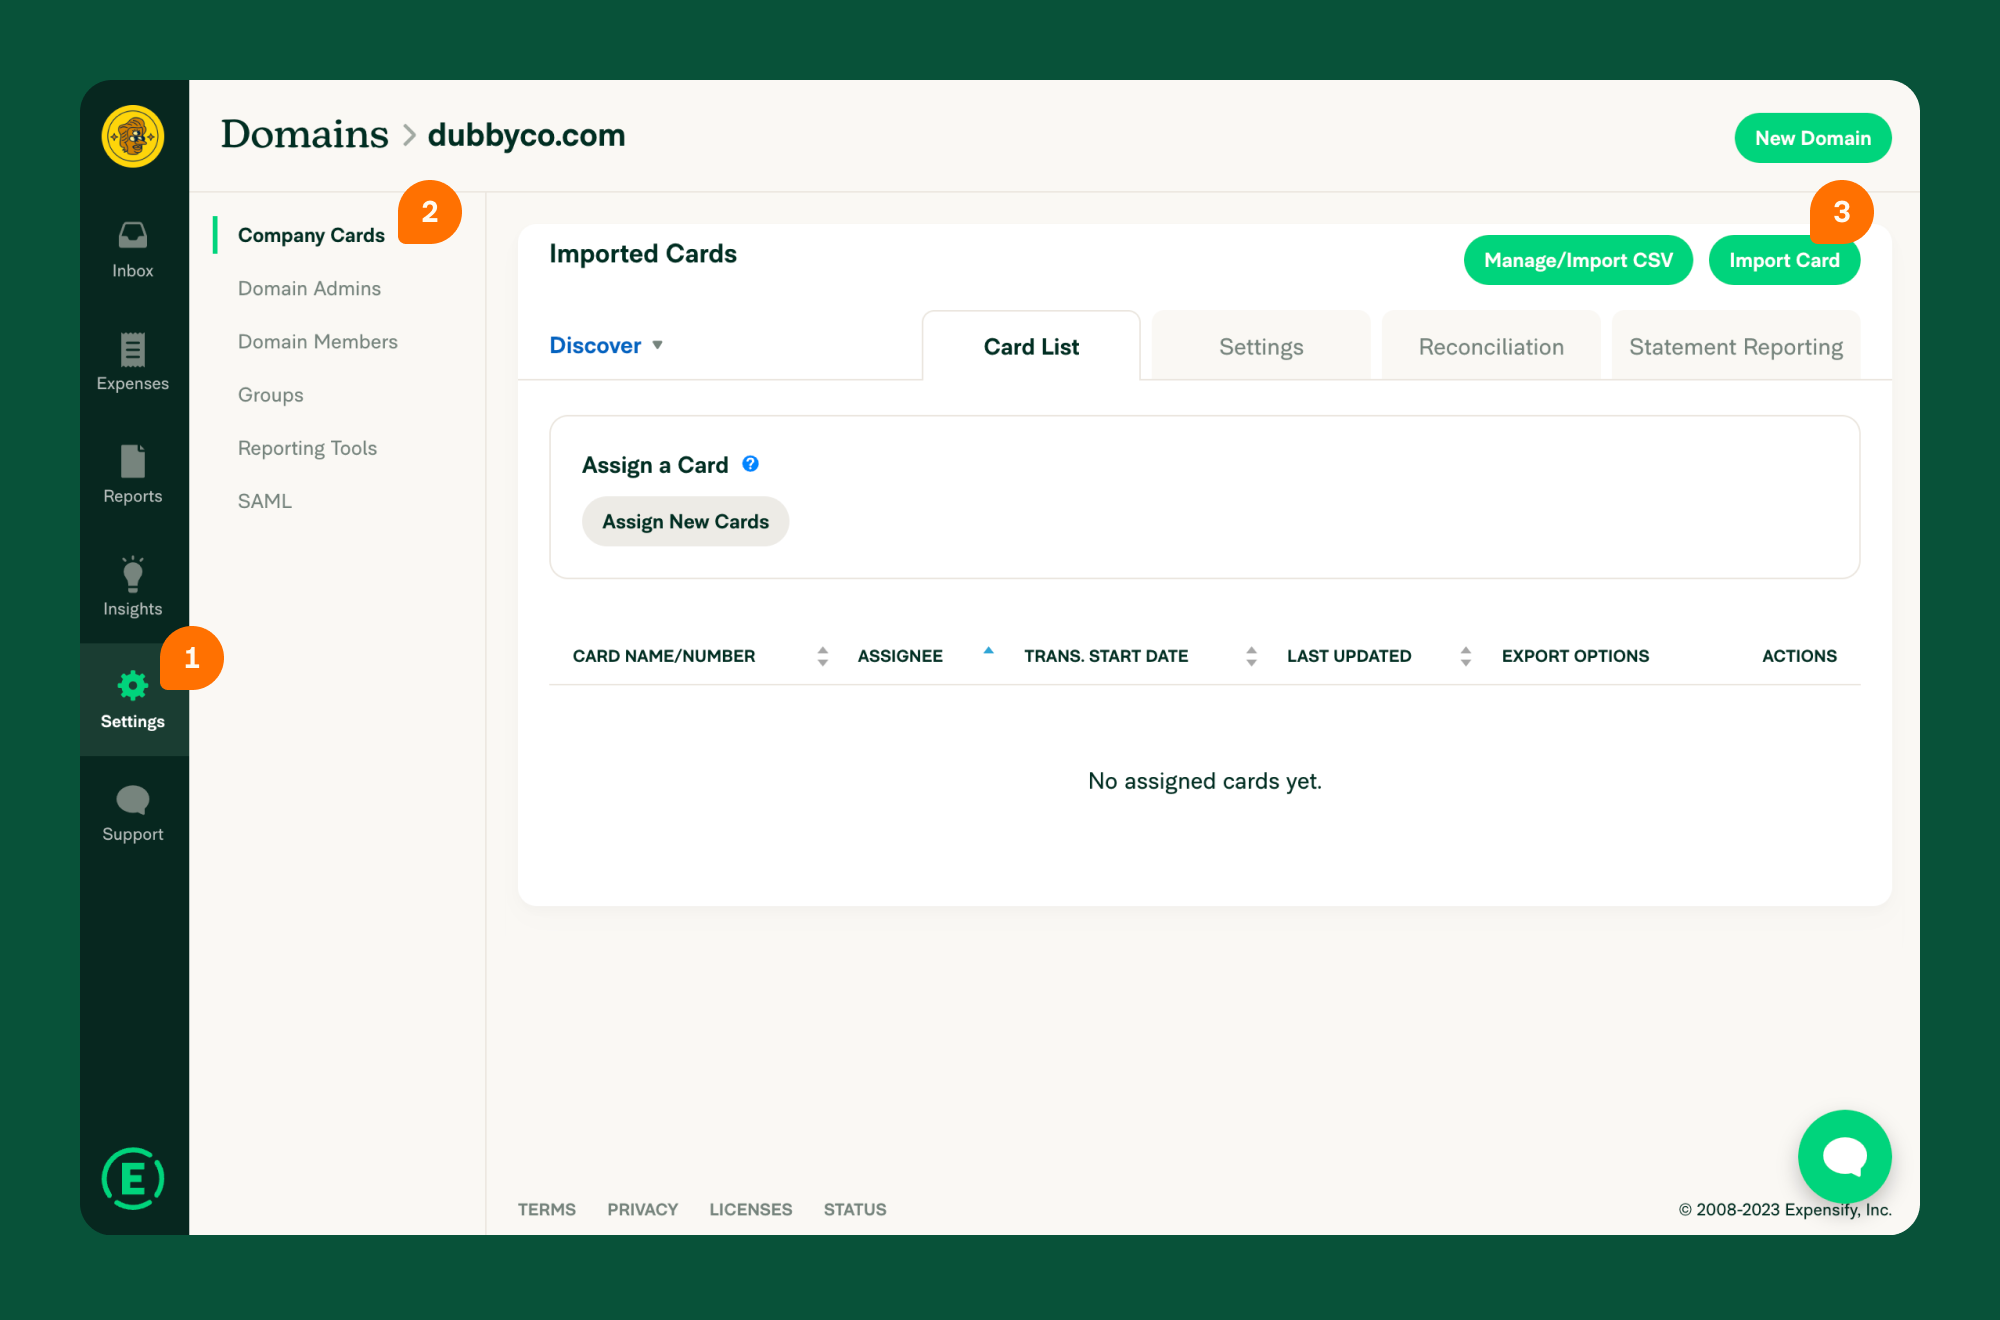 Domains > dubbyco.com
New Domain
Inbox
Expenses
Reports
Insights
1
Settings
Support
E
2
Company Cards
Domain Admins
Domain Members
Groups
Reporting Tools
SAML
3
Imported Cards
Manage/Import CSV
Import Card
Discover
Card List
Settings
Reconciliation
Statement Reporting
Assign a Card ?
Assign New Cards
CARD NAME/NUMBER ASSIGNEE TRANS. START DATE LAST UPDATED EXPORT OPTIONS ACTIONS
No assigned cards yet.
TERMS PRIVACY LICENSES STATUS
© 2008-2023 Expensify, Inc.